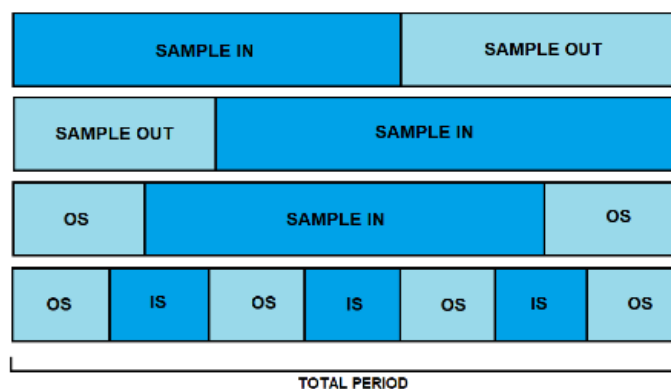 SAMPLE IN SAMPLE OUT
SAMPLE OUT SAMPLE IN
OS SAMPLE IN OS
OS IS OS IS OS IS OS
TOTAL PERIOD